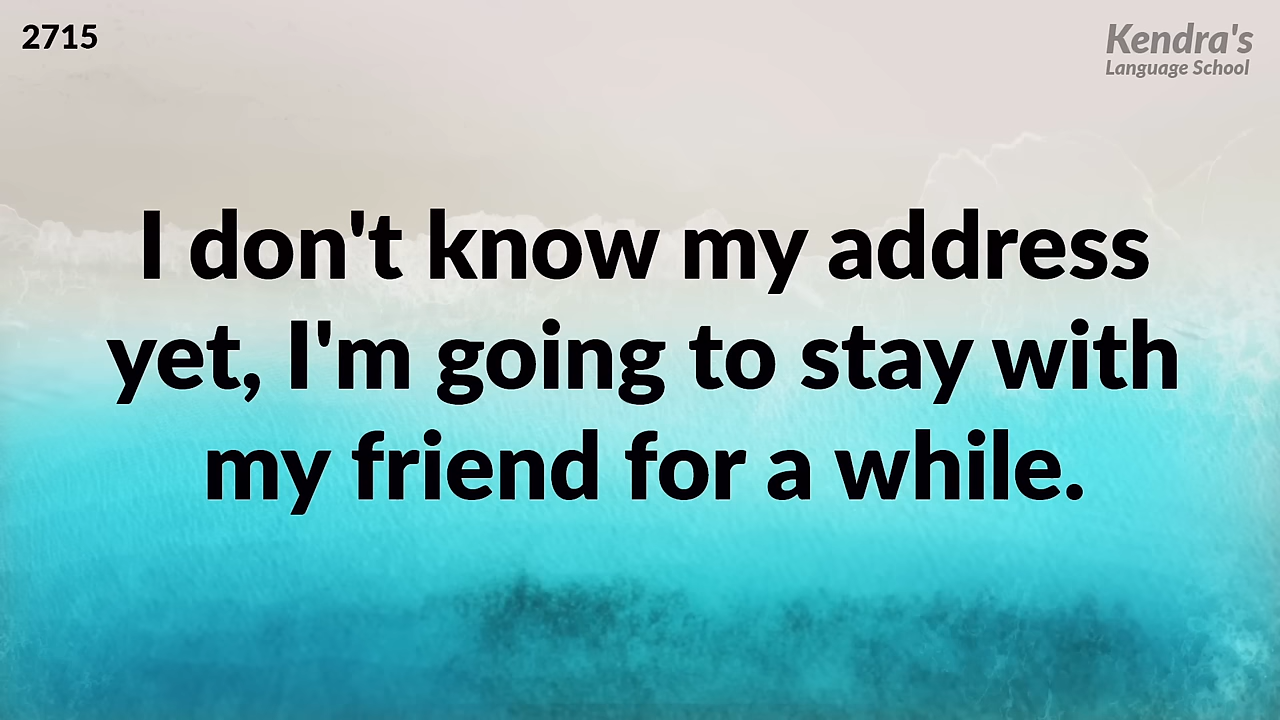 2715
Kendra's
Language School
I don't know my address
yet, I'm going to stay with
my friend for a while.